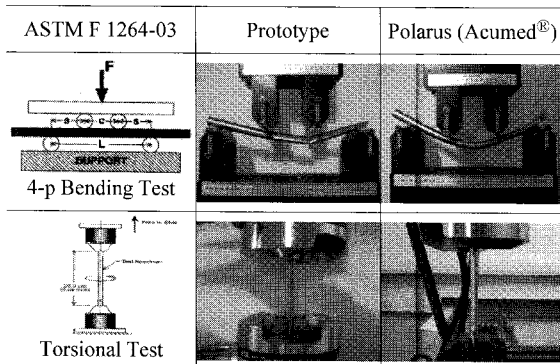 ASTM F 1264-03
Prototype
Polarus (Acumed®)
F
S C S
L
SUPPORT
4-p Bending Test
Torsional Test